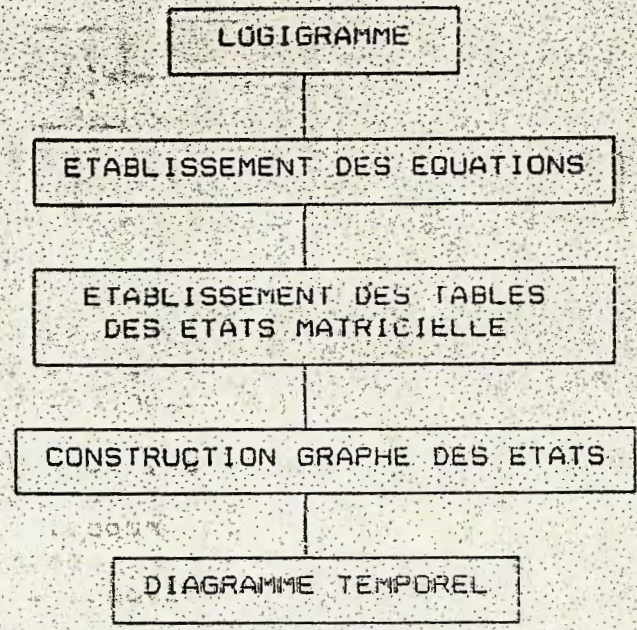 LOGIGRAMME
ETABLISSEMENT DES EQUATIONS
ETABLISSEMENT DES TABLES
DES ETATS MATRICIELLE
CONSTRUCTION GRAPHE DES ETATS
DIAGRAMME TEMPOREL